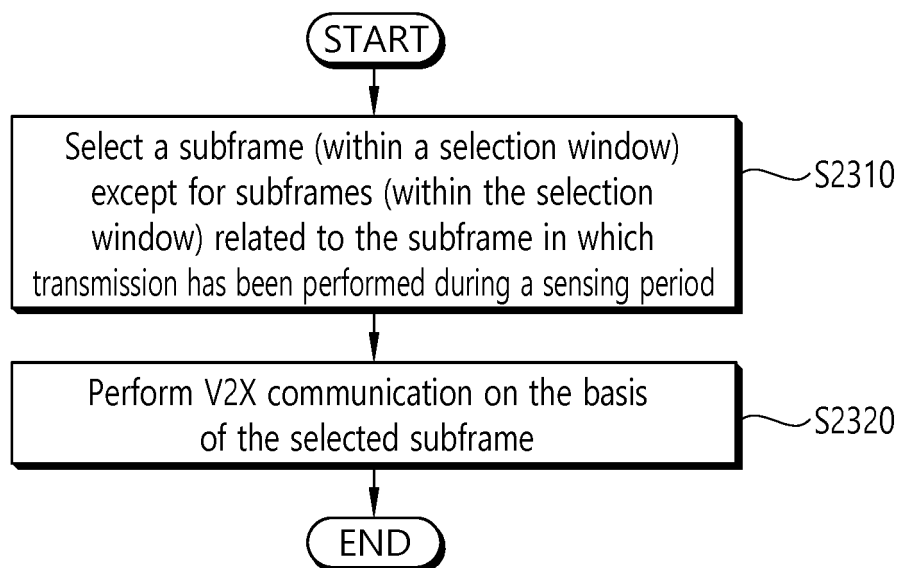 START
Select a subframe (within a selection window)
except for subframes (within the selection
window) related to the subframe in which
transmission has been performed during a sensing period
S2310
Perform V2X communication on the basis
of the selected subframe
S2320
END